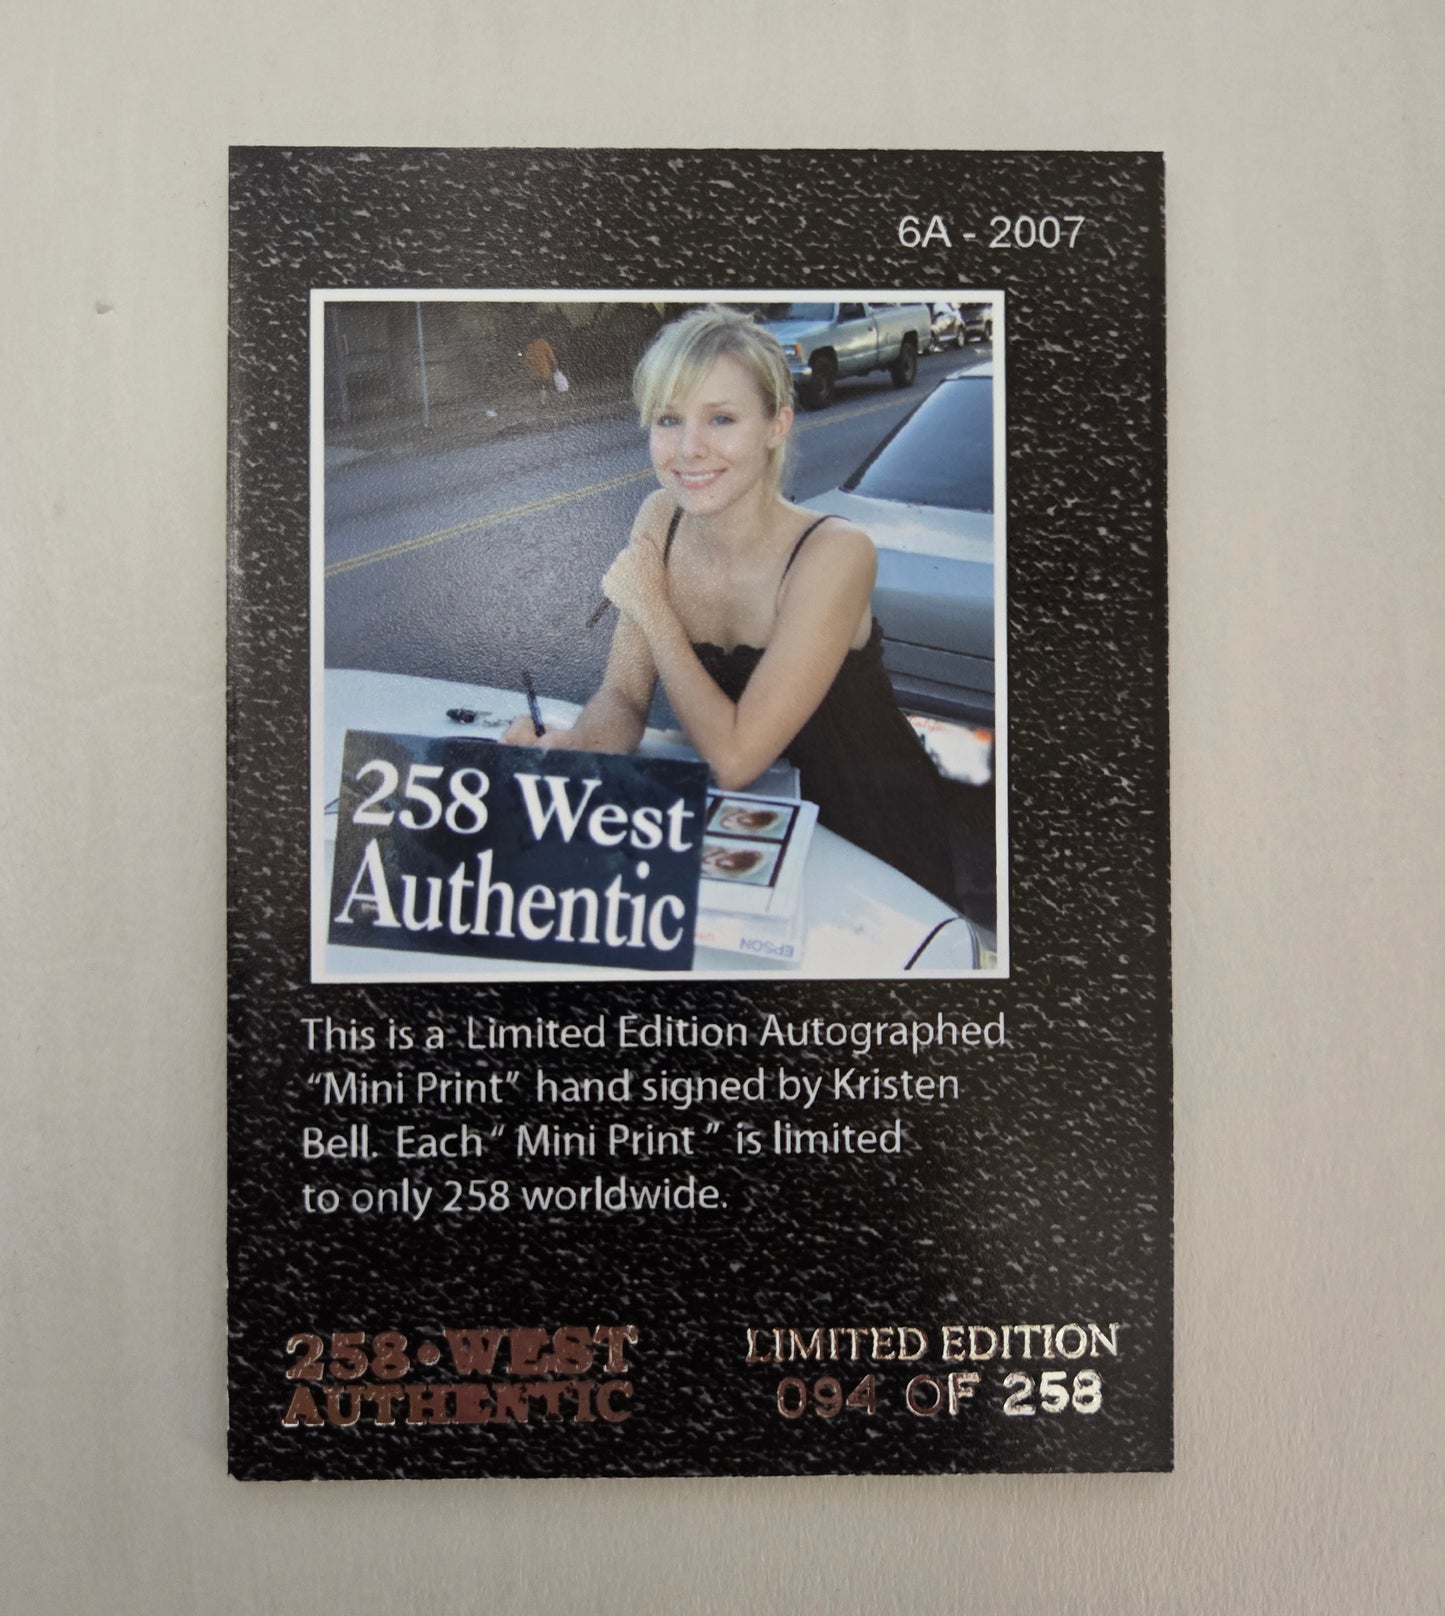 6A - 2007
258 West
Authentic
EPSON
This is a Limited Edition Autographed
“Mini Print” hand signed by Kristen
Bell. Each “ Mini Print ” is limited
to only 258 worldwide.
258•WEST
AUTHENTIC
LIMITED EDITION
094 OF 258